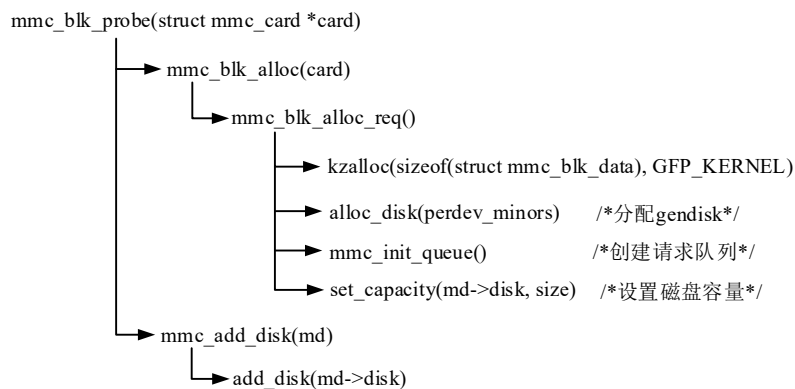 mmc_blk_probe(struct mmc_card *card)
mmc_blk_alloc(card)
mmc_blk_alloc_req()
kzalloc(sizeof(struct mmc_blk_data), GFP_KERNEL)
alloc_disk(perdev_minors) /*分配gendisk*/
mmc_init_queue() /*创建请求队列*/
set_capacity(md->disk, size) /*设置磁盘容量*/
mmc_add_disk(md)
add_disk(md->disk)